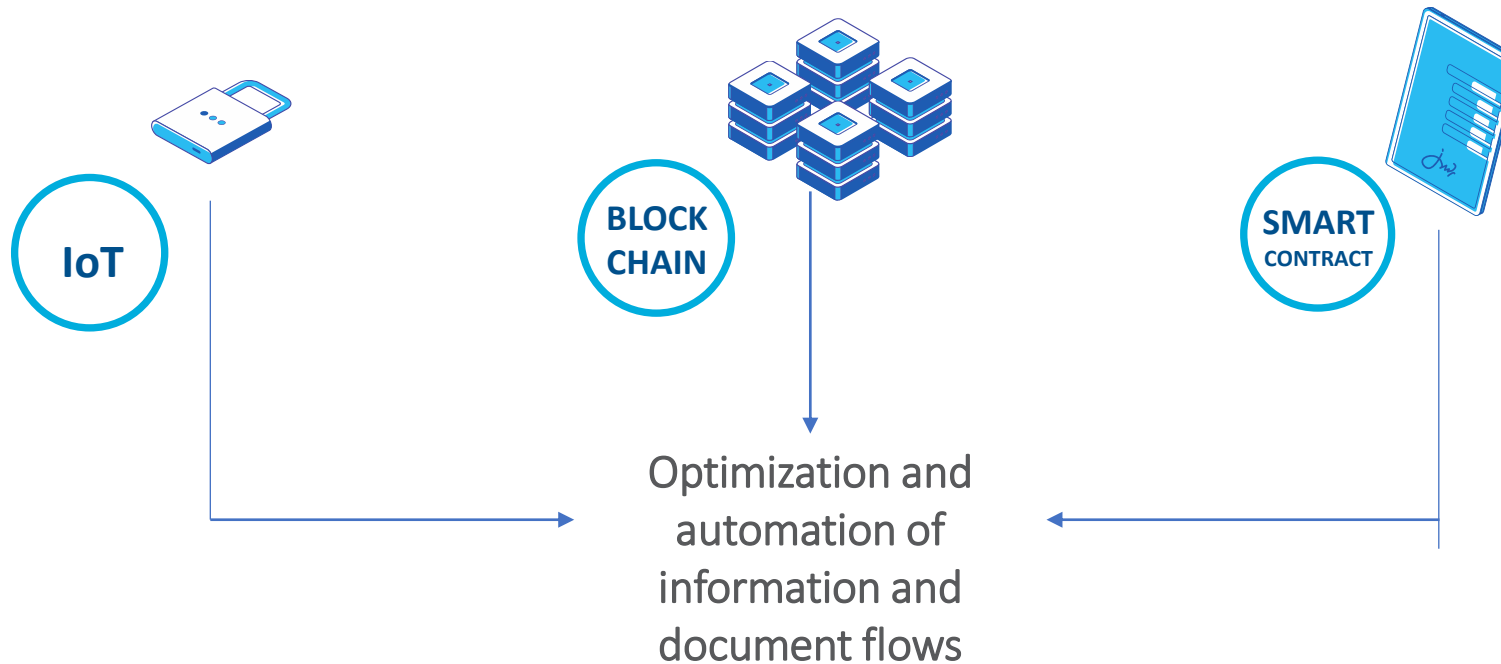 IoT
BLOCK
CHAIN
SMART
CONTRACT
Optimization and
automation of
information and
document flows